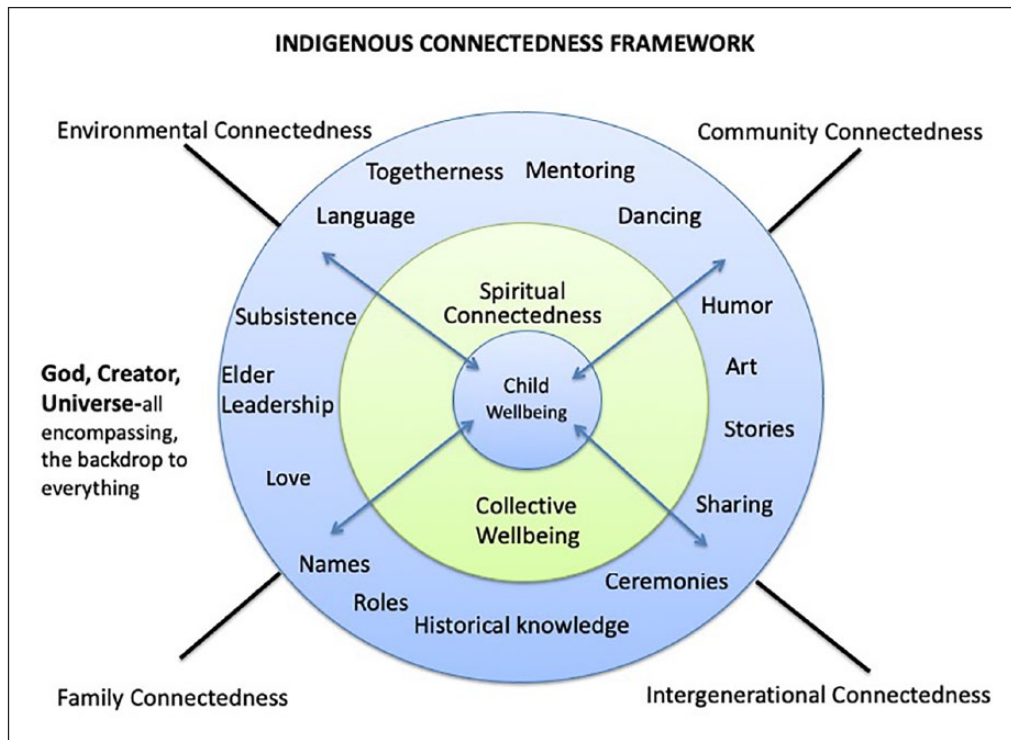 INDIGENOUS CONNECTEDNESS FRAMEWORK
Environmental Connectedness
Community Connectedness
Togetherness
Mentoring
Language
Dancing
Spiritual
Connectedness
Subsistence
Humor
God, Creator,
Universe-all
encompassing,
the backdrop to
everything
Elder
Leadership
Child
Wellbeing
Art
Stories
Love
Collective
Wellbeing
Sharing
Names
Ceremonies
Roles
Historical knowledge
Family Connectedness
Intergenerational Connectedness